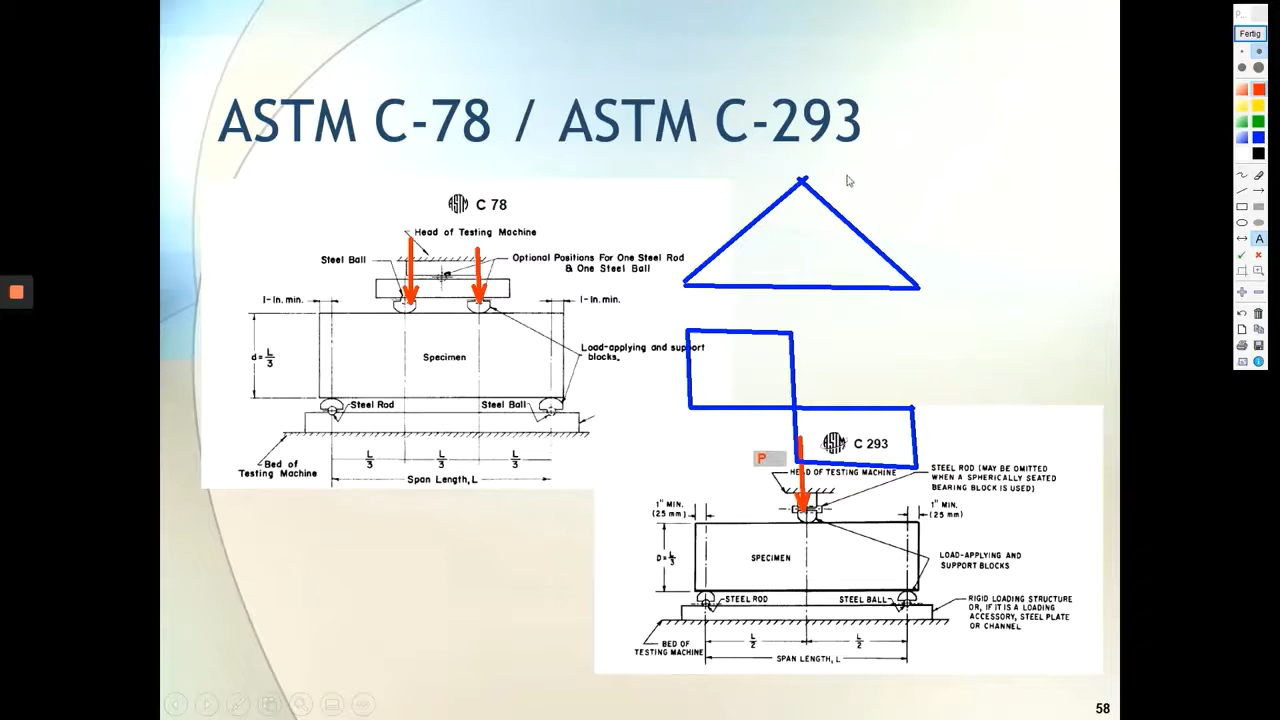 P...
Fertig
ASTM C-78 / ASTM C-293
ASTM C 78
Head of Testing Machine
Steel Ball
Optional Positions For One Steel Rod
& One Steel Ball
1-In. min.
1-In. min.
d=L/3
Specimen
Load-applying and support
blocks.
Steel Rod
Steel Ball
Bed of
Testing Machine
L/3
L/3
L/3
Span Length, L
P
ASTM C 293
HEAD OF TESTING MACHINE
STEEL ROD (MAY BE OMITTED
WHEN A SPHERICALLY SEATED
BEARING BLOCK IS USED)
1" MIN.
(25 mm)
1" MIN.
(25 mm)
D=L/3
SPECIMEN
LOAD-APPLYING AND
SUPPORT BLOCKS
STEEL ROD
STEEL BALL
RIGID LOADING STRUCTURE
OR, IF IT IS A LOADING
ACCESSORY, STEEL PLATE
OR CHANNEL
BED OF
TESTING MACHINE
L/2
L/2
SPAN LENGTH, L
58